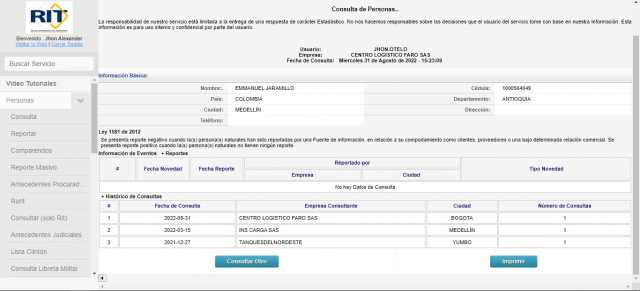 RIT
Bienvenido : Jhon Alexander
Visitar la Web | Cerrar Sesión
Buscar Servicio
Video Tutoriales
Personas
Consulta
Reportar
Comparendos
Reporte Masivo
Antecedentes Procurad...
Runt
Consultar (solo Rit)
Antecedentes Judiciales
Lista Clinton
Consulta Libreta Militar
Consulta de Personas..
La responsabilidad de nuestro servicio está limitada a la entrega de una respuesta de carácter Estadístico. No nos hacemos responsables sobre las decisiones que el usuario del servicio tome con base en nuestra información. Esta información es para uso interno y confidencial por parte del usuario.
Usuario: JHON.OTELO
Empresa: CENTRO LOGISTICO FARO SAS
Fecha de Consulta: Miercoles 31 de Agosto de 2022 - 15:23:09
Información Básica:
Nombre: EMMANUEL JARAMILLO Cédula: 1000564049
País: COLOMBIA Departamento: ANTIOQUIA
Ciudad: MEDELLIN Dirección:
Teléfono:
Ley 1581 de 2012
Se presenta reporte negativo cuando la(s) persona(s) naturales han sido reportadas por una Fuente de información, en relación a su comportamiento como clientes, proveedores o una bajo determinada relación comercial. Se
presenta reporte positivo cuando la(s) persona(s) naturales no tienen ningún reporte
Información de Eventos + Reportes
# Fecha Novedad Fecha Reporte Reportado por Tipo Novedad
Empresa Ciudad
No hay Datos de Consulta
+ Histórico de Consultas
# Fecha de Consulta Empresa Consultante Ciudad Número de Consultas
1 2022-08-31 CENTRO LOGISTICO FARO SAS BOGOTA 1
2 2022-03-15 INS CARGA SAS MEDELLÍN 1
3 2021-12-27 TANQUESDELNORDESTE YUMBO 1
Consultar Otro Imprimir